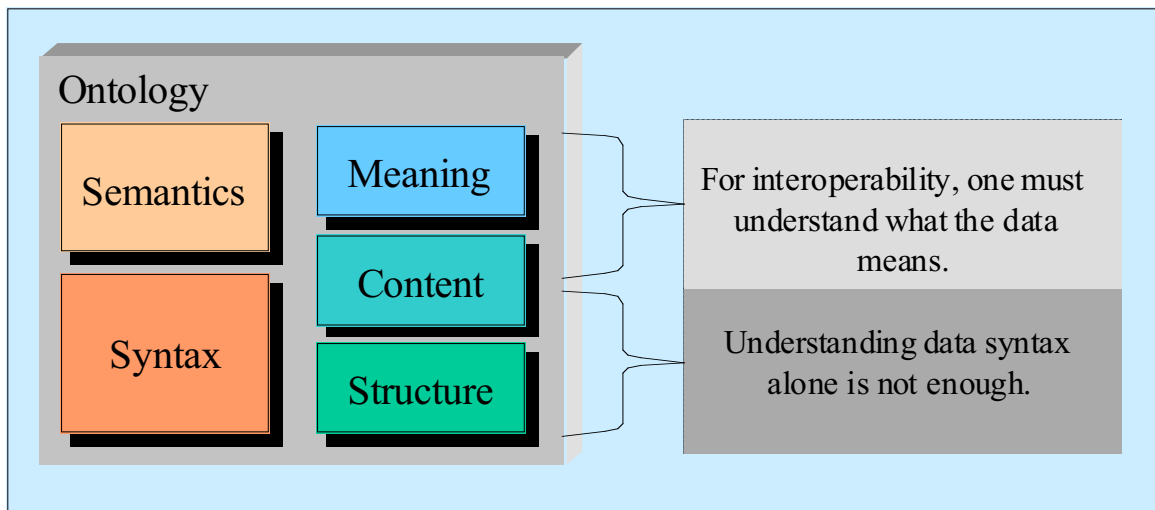 Ontology
Semantics
Syntax
Meaning
Content
Structure
For interoperability, one must
understand what the data
means.
Understanding data syntax
alone is not enough.